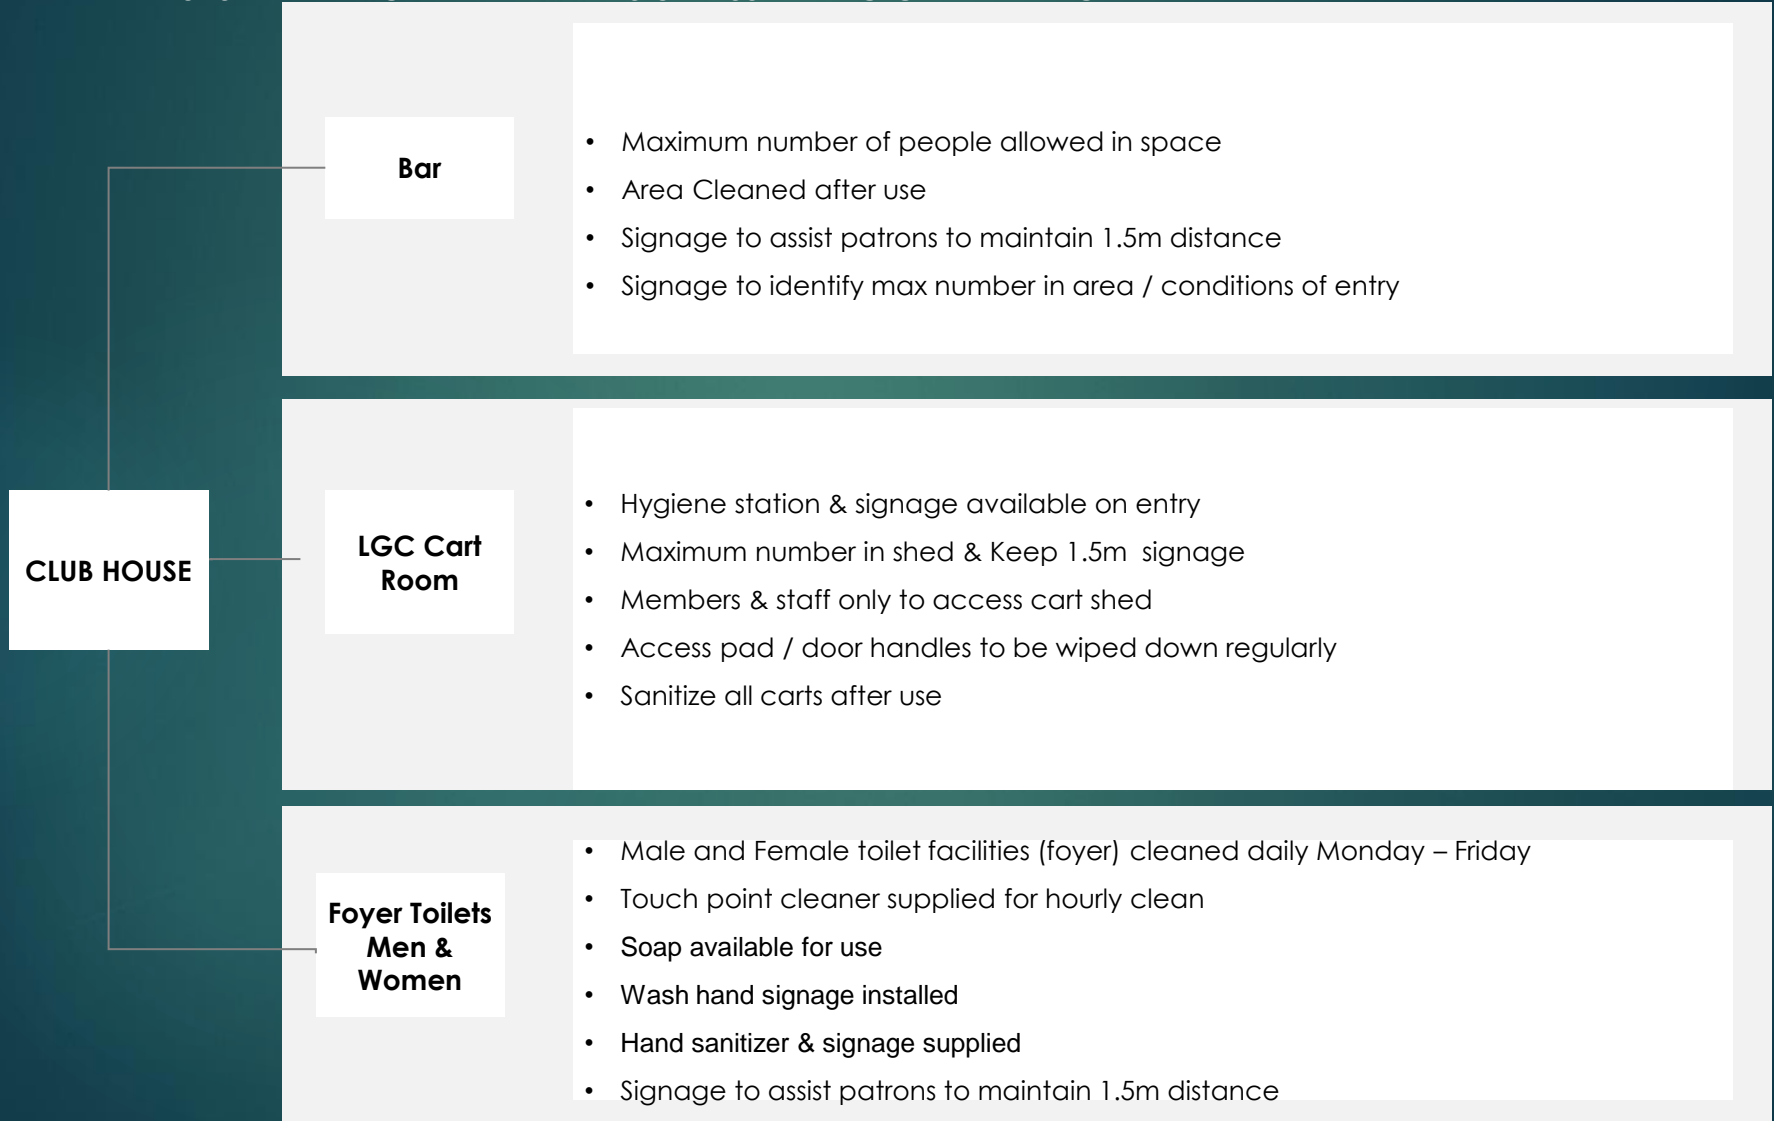 CLUB HOUSE
Bar
• Maximum number of people allowed in space
• Area Cleaned after use
• Signage to assist patrons to maintain 1.5m distance
• Signage to identify max number in area / conditions of entry
LGC Cart
Room
• Hygiene station & signage available on entry
• Maximum number in shed & Keep 1.5m signage
• Members & staff only to access cart shed
• Access pad / door handles to be wiped down regularly
• Sanitize all carts after use
Foyer Toilets
Men &
Women
• Male and Female toilet facilities (foyer) cleaned daily Monday – Friday
• Touch point cleaner supplied for hourly clean
• Soap available for use
• Wash hand signage installed
• Hand sanitizer & signage supplied
• Signage to assist patrons to maintain 1.5m distance